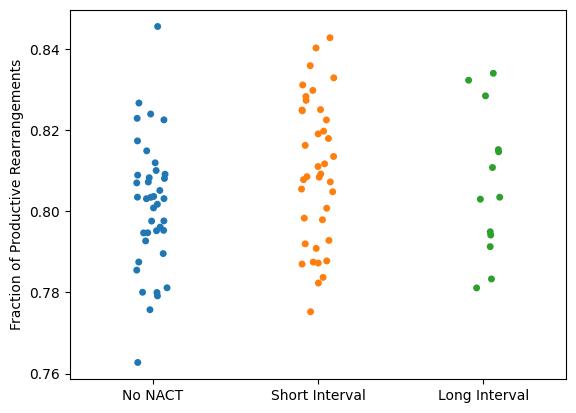 Fraction of Productive Rearrangements
0.84
0.82
0.80
0.78
0.76
No NACT
Short Interval
Long Interval